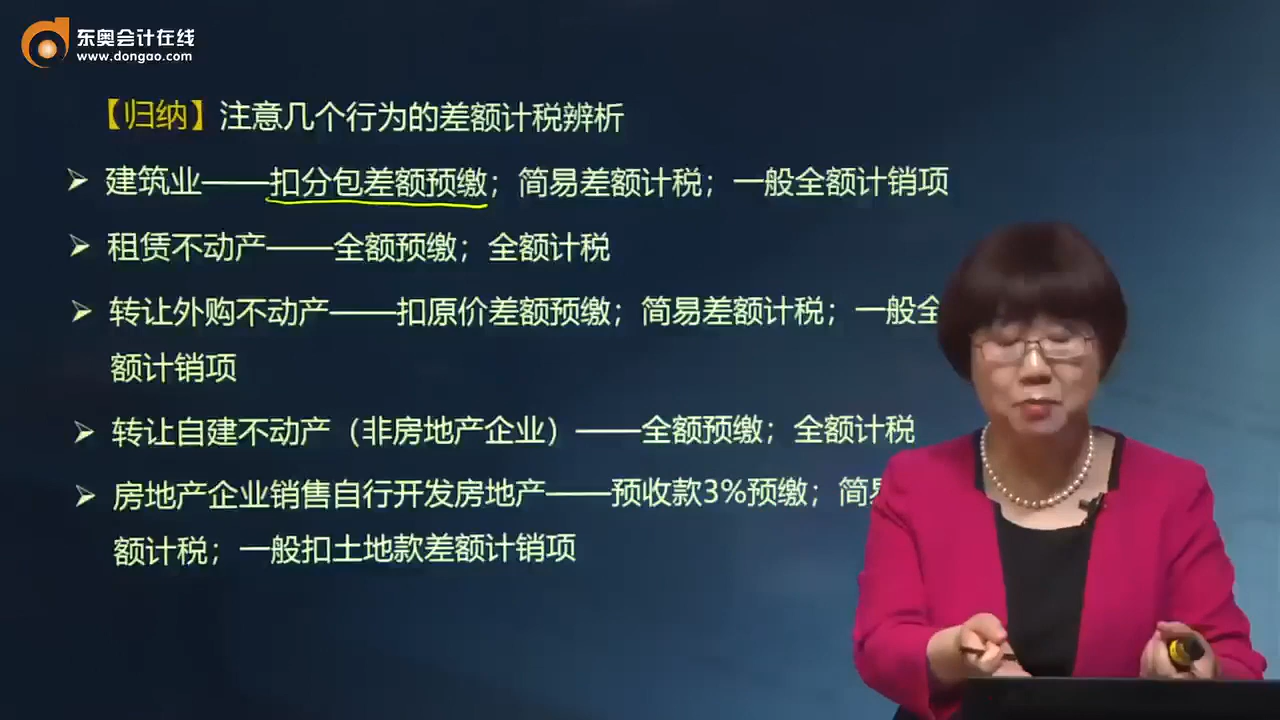 东奥会计在线
www.dongao.com
【归纳】注意几个行为的差额计税辨析
➢ 建筑业——扣分包差额预缴；简易差额计税；一般全额计销项
➢ 租赁不动产——全额预缴；全额计税
➢ 转让外购不动产——扣原价差额预缴；简易差额计税；一般全
额计销项
➢ 转让自建不动产（非房地产企业）——全额预缴；全额计税
➢ 房地产企业销售自行开发房地产——预收款3%预缴；简
额计税；一般扣土地款差额计销项